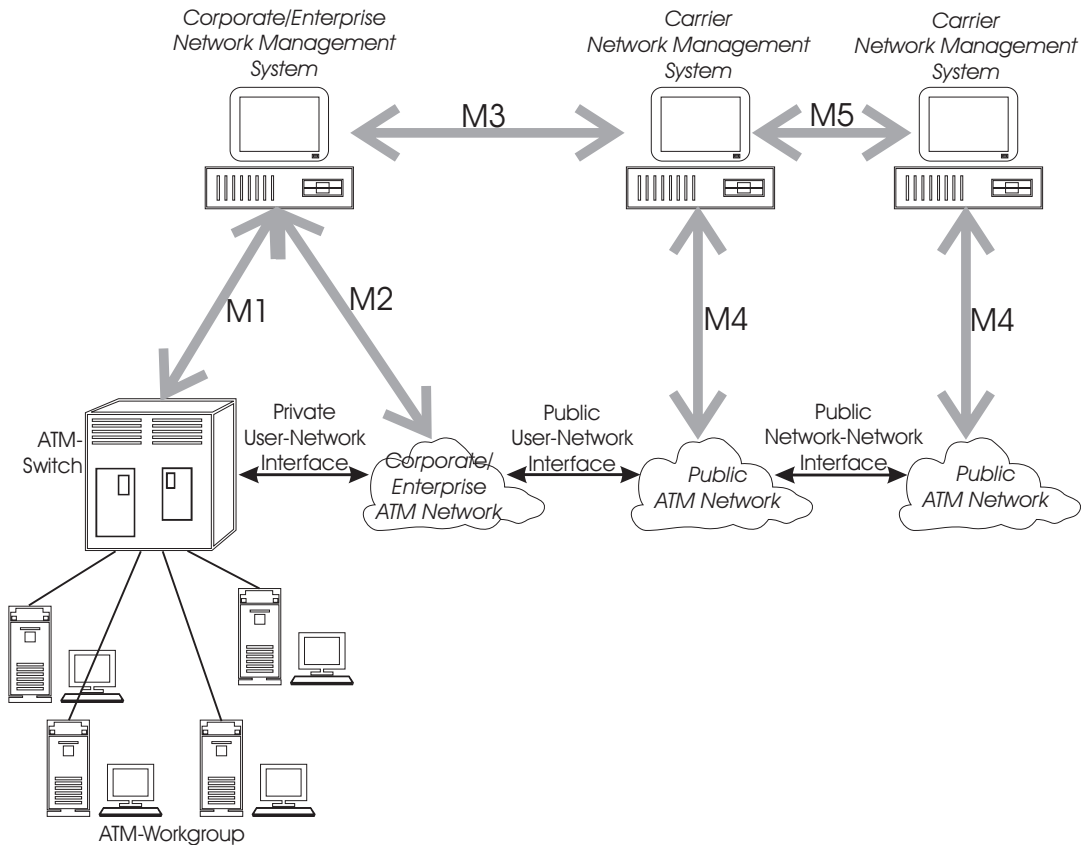 Corporate/Enterprise
Network Management
System
Carrier
Network Management
System
Carrier
Network Management
System
M3
M5
M1
M2
M4
M4
ATM-
Switch
Private
User-Network
Interface
Corporate/
Enterprise
ATM Network
Public
User-Network
Interface
Public
ATM Network
Public
Network-Network
Interface
Public
ATM Network
ATM-Workgroup